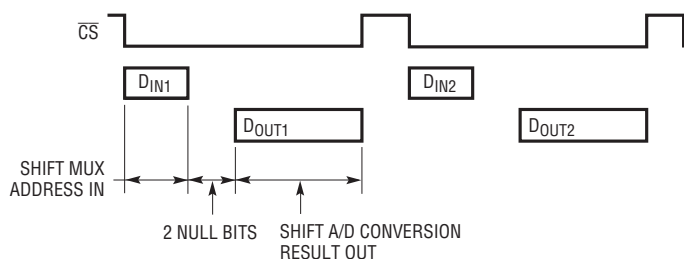 CS
DIN1
DIN2
DOUT1
DOUT2
SHIFT MUX
ADDRESS IN
2 NULL BITS
SHIFT A/D CONVERSION
RESULT OUT